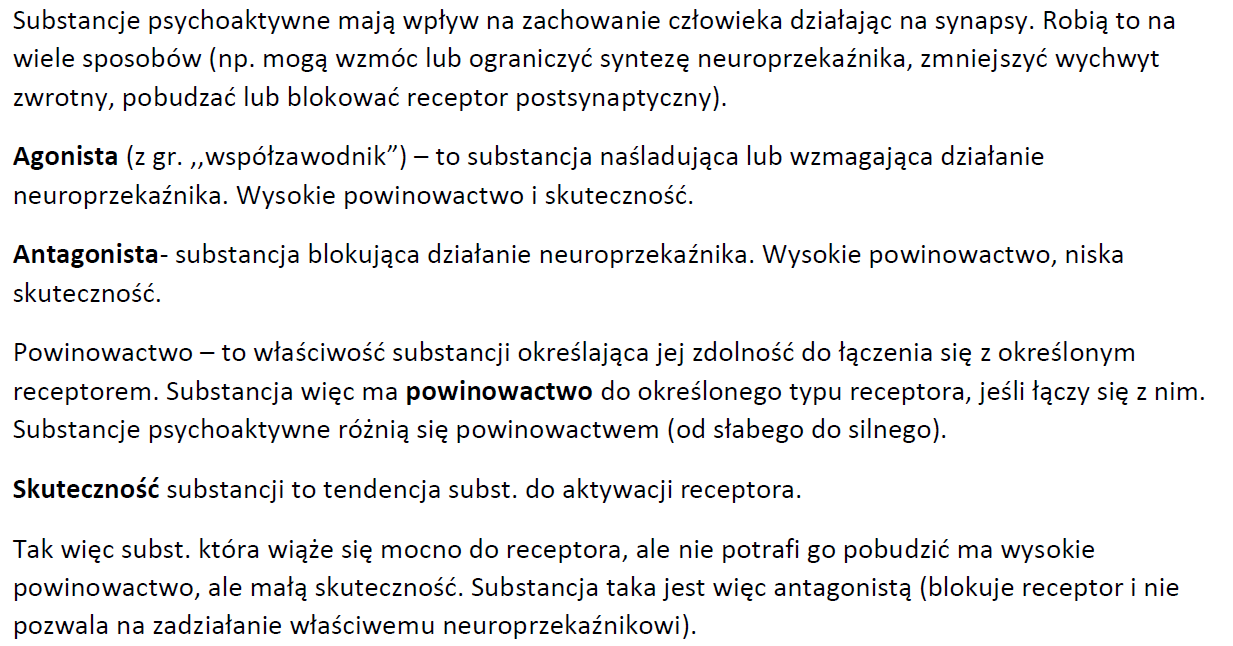 Substancje psychoaktywne mają wpływ na zachowanie człowieka działając na synapsy. Robią to na
wiele sposobów (np. mogą wzmóc lub ograniczyć syntezę neuroprzekaźnika, zmniejszyć wychwyt
zwrotny, pobudzać lub blokować receptor postsynaptyczny).
Agonista (z gr. ,,współzawodnik”) – to substancja naśladująca lub wzmagająca działanie
neuroprzekaźnika. Wysokie powinowactwo i skuteczność.
Antagonista- substancja blokująca działanie neuroprzekaźnika. Wysokie powinowactwo, niska
skuteczność.
Powinowactwo – to właściwość substancji określająca jej zdolność do łączenia się z określonym
receptorem. Substancja więc ma powinowactwo do określonego typu receptora, jeśli łączy się z nim.
Substancje psychoaktywne różnią się powinowactwem (od słabego do silnego).
Skuteczność substancji to tendencja subst. do aktywacji receptora.
Tak więc subst. która wiąże się mocno do receptora, ale nie potrafi go pobudzić ma wysokie
powinowactwo, ale małą skuteczność. Substancja taka jest więc antagonistą (blokuje receptor i nie
pozwala na zadziałanie właściwemu neuroprzekaźnikowi).